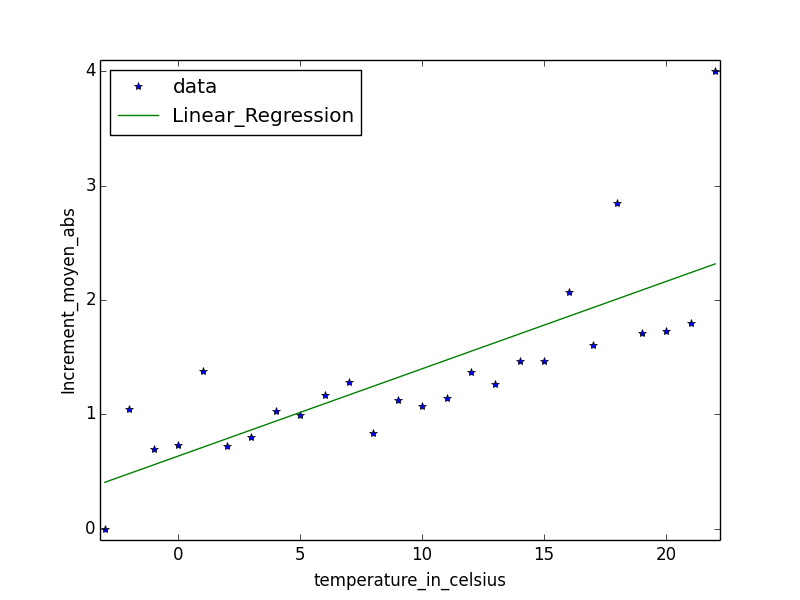 data
Linear_Regression
4
3
2
1
0
Increment_moyen_abs
0 5 10 15 20
temperature_in_celsius